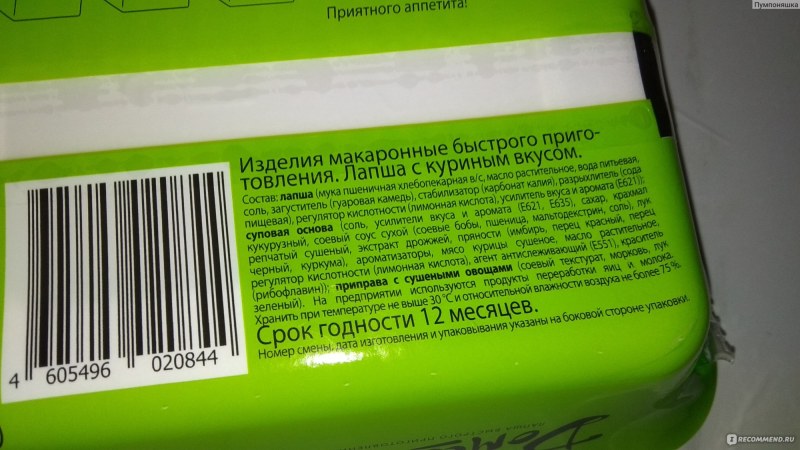 Пумпоняшка
Приятного аппетита!
Изделия макаронные быстрого приго-
товления. Лапша с куриным вкусом.
Состав: лапша (мука пшеничная хлебопекарная в/с, масло растительное, вода питьевая,
соль, загуститель (гуаровая камедь), стабилизатор (карбонат калия), разрыхлитель (сода
пищевая), регулятор кислотности (лимонная кислота), усилитель вкуса и аромата (Е621));
суповая основа (соль, усилители вкуса и аромата (Е621, Е635), сахар, крахмал
кукурузный, соевый соус сухой (соевые бобы, пшеница, мальтодекстрин, соль), лук
репчатый сушеный, экстракт дрожжей, пряности (имбирь, перец красный, перец
черный, куркума), ароматизаторы, мясо курицы сушеное, масло растительное,
регулятор кислотности (лимонная кислота), агент антислеживающий (Е551), краситель
(рибофлавин)); приправа с сушеными овощами (соевый текстурат, морковь, лук
зеленый). На предприятии используются продукты переработки яиц и молока.
Хранить при температуре не выше 30°С и относительной влажности воздуха не более 75%.
Срок годности 12 месяцев.
Номер смены, дата изготовления и упаковывания указаны на боковой стороне упаковки.
4 605496 020844
IRECOMMEND.RU